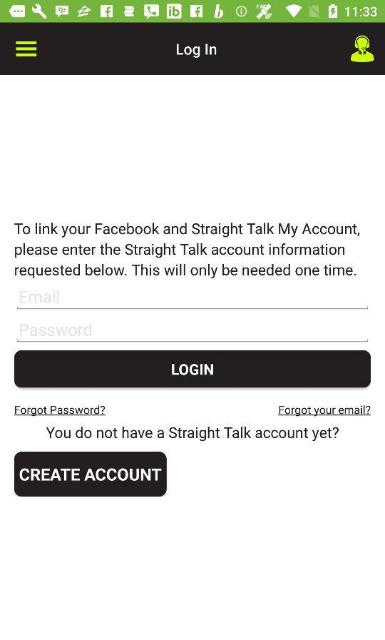 11:33
Log In
To link your Facebook and Straight Talk My Account,
please enter the Straight Talk account information
requested below. This will only be needed one time.
Email
Password
LOGIN
Forgot Password?
Forgot your email?
You do not have a Straight Talk account yet?
CREATE ACCOUNT